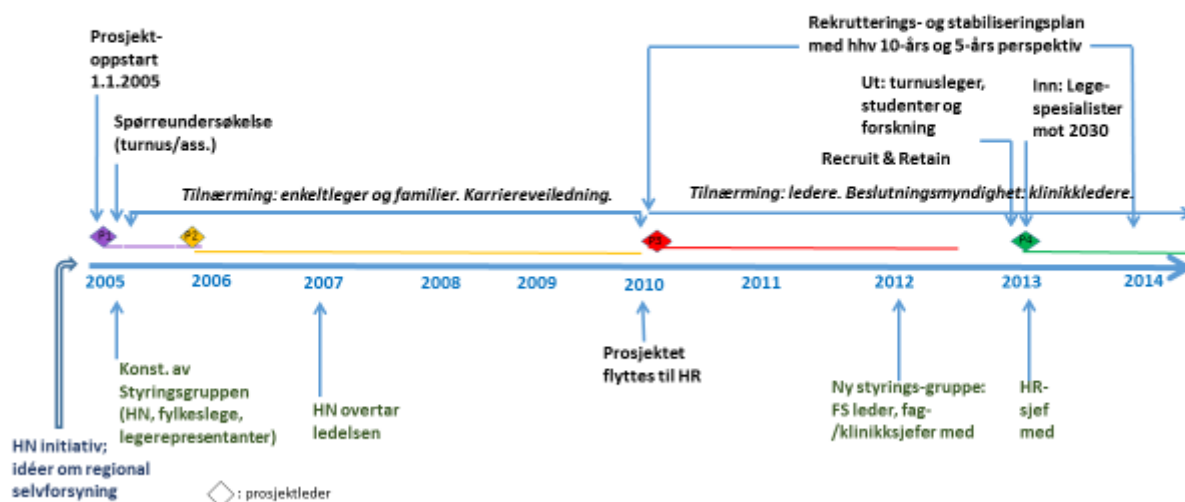 Prosjekt-
oppstart
1.1.2005
Spørreundersøkelse
(turnus/ass.)
Rekrutterings- og stabiliseringsplan
med hhv 10-års og 5-års perspektiv
Ut: turnusleger,
studenter og
forskning
Inn: Lege-
spesialister
mot 2030
Recruit & Retain
Tilnærming: enkeltleger og familier. Karriereveiledning.
Tilnærming: ledere. Beslutningsmyndighet: klinikkledere.
P1
P2
P3
P4
2005
2006
2007
2008
2009
2010
2011
2012
2013
2014
Konst. av
Styringsgruppen
(HN, fylkeslege,
legerepresentanter)
HN overtar
ledelsen
Prosjektet
flyttes til HR
Ny styrings-gruppe:
FS leder, fag-
/klinikksjefer med
HR-
sjef
med
HN initiativ;
idéer om regional
selvforsyning
: prosjektleder